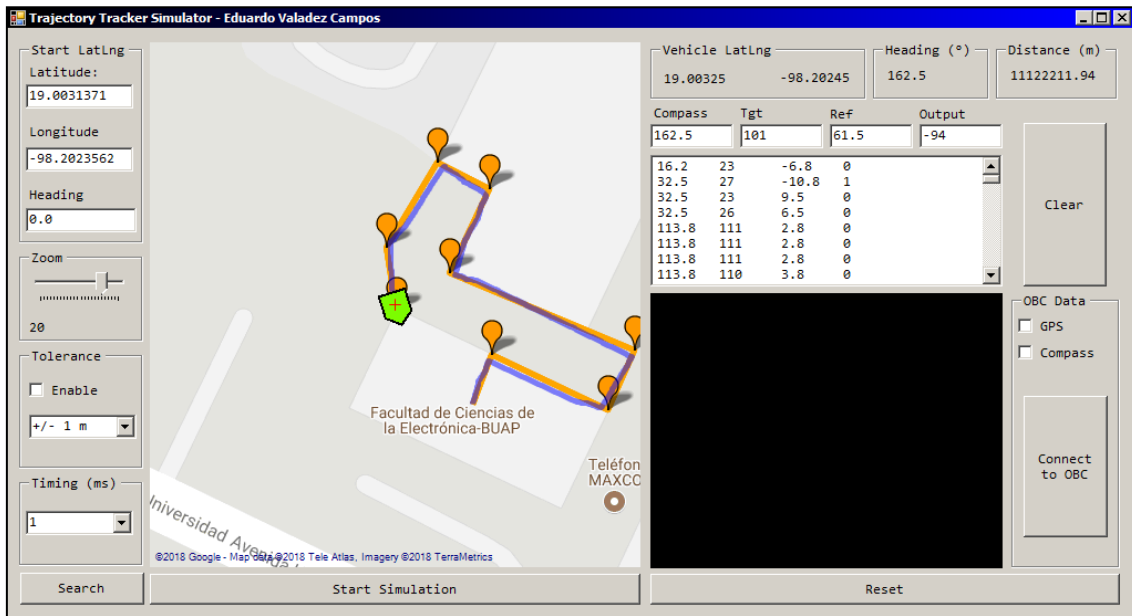 Trajectory Tracker Simulator - Eduardo Valadez Campos
Start LatLng
Latitude:
19.0031371
Longitude
-98.2023562
Heading
0.0
Zoom
20
Tolerance
Enable
+/- 1 m
Timing (ms)
1
Search
Facultad de Ciencias de
la Electrónica-BUAP
Teléfon
MAXCO
niversidad Avenida
©2018 Google - Map data ©2018 Tele Atlas, Imagery ©2018 TerraMetrics
Start Simulation
Vehicle LatLng
19.00325 -98.20245
Heading (º)
162.5
Distance (m)
11122211.94
Compass Tgt Ref Output
162.5 101 61.5 -94
16.2 23 -6.8 0
32.5 27 -10.8 1
32.5 23 9.5 0
32.5 26 6.5 0
113.8 111 2.8 0
113.8 111 2.8 0
113.8 111 2.8 0
113.8 110 3.8 0
Clear
OBC Data
GPS
Compass
Connect
to OBC
Reset